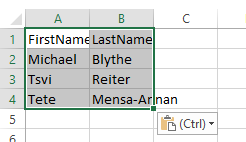 A B C
1 FirstName LastName
2 Michael Blythe
3 Tsvi Reiter
4 Tete Mensa-Annan
5 (Ctrl)
6